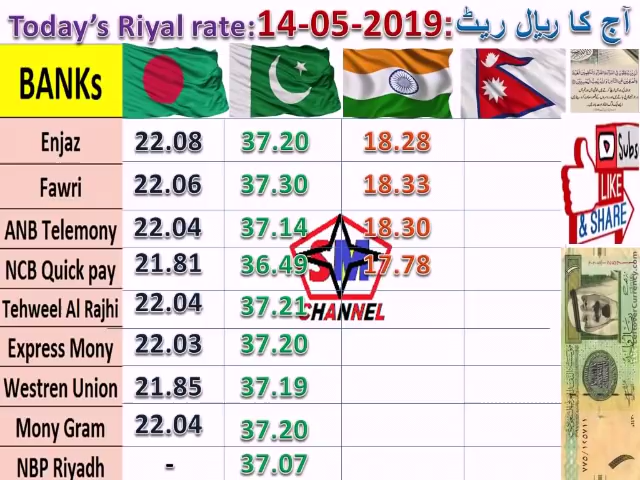 Today's Riyal rate:14-05-2019:آج کا ریال ریٹ
BANKs
Enjaz 22.08 37.20 18.28
Fawri 22.06 37.30 18.33
ANB Telemony 22.04 37.14 18.30
NCB Quick pay 21.81 36.49 17.78
Tehweel Al Rajhi 22.04 37.21
Express Mony 22.03 37.20
Westren Union 21.85 37.19
Mony Gram 22.04 37.20
NBP Riyadh - 37.07
SM
CHANNEL
Subs
LIKE
& SHARE